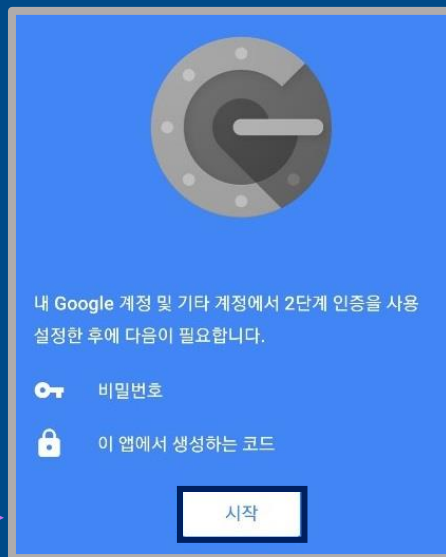 내 Google 계정 및 기타 계정에서 2단계 인증을 사용
설정한 후에 다음이 필요합니다.
비밀번호
이 앱에서 생성하는 코드
시작